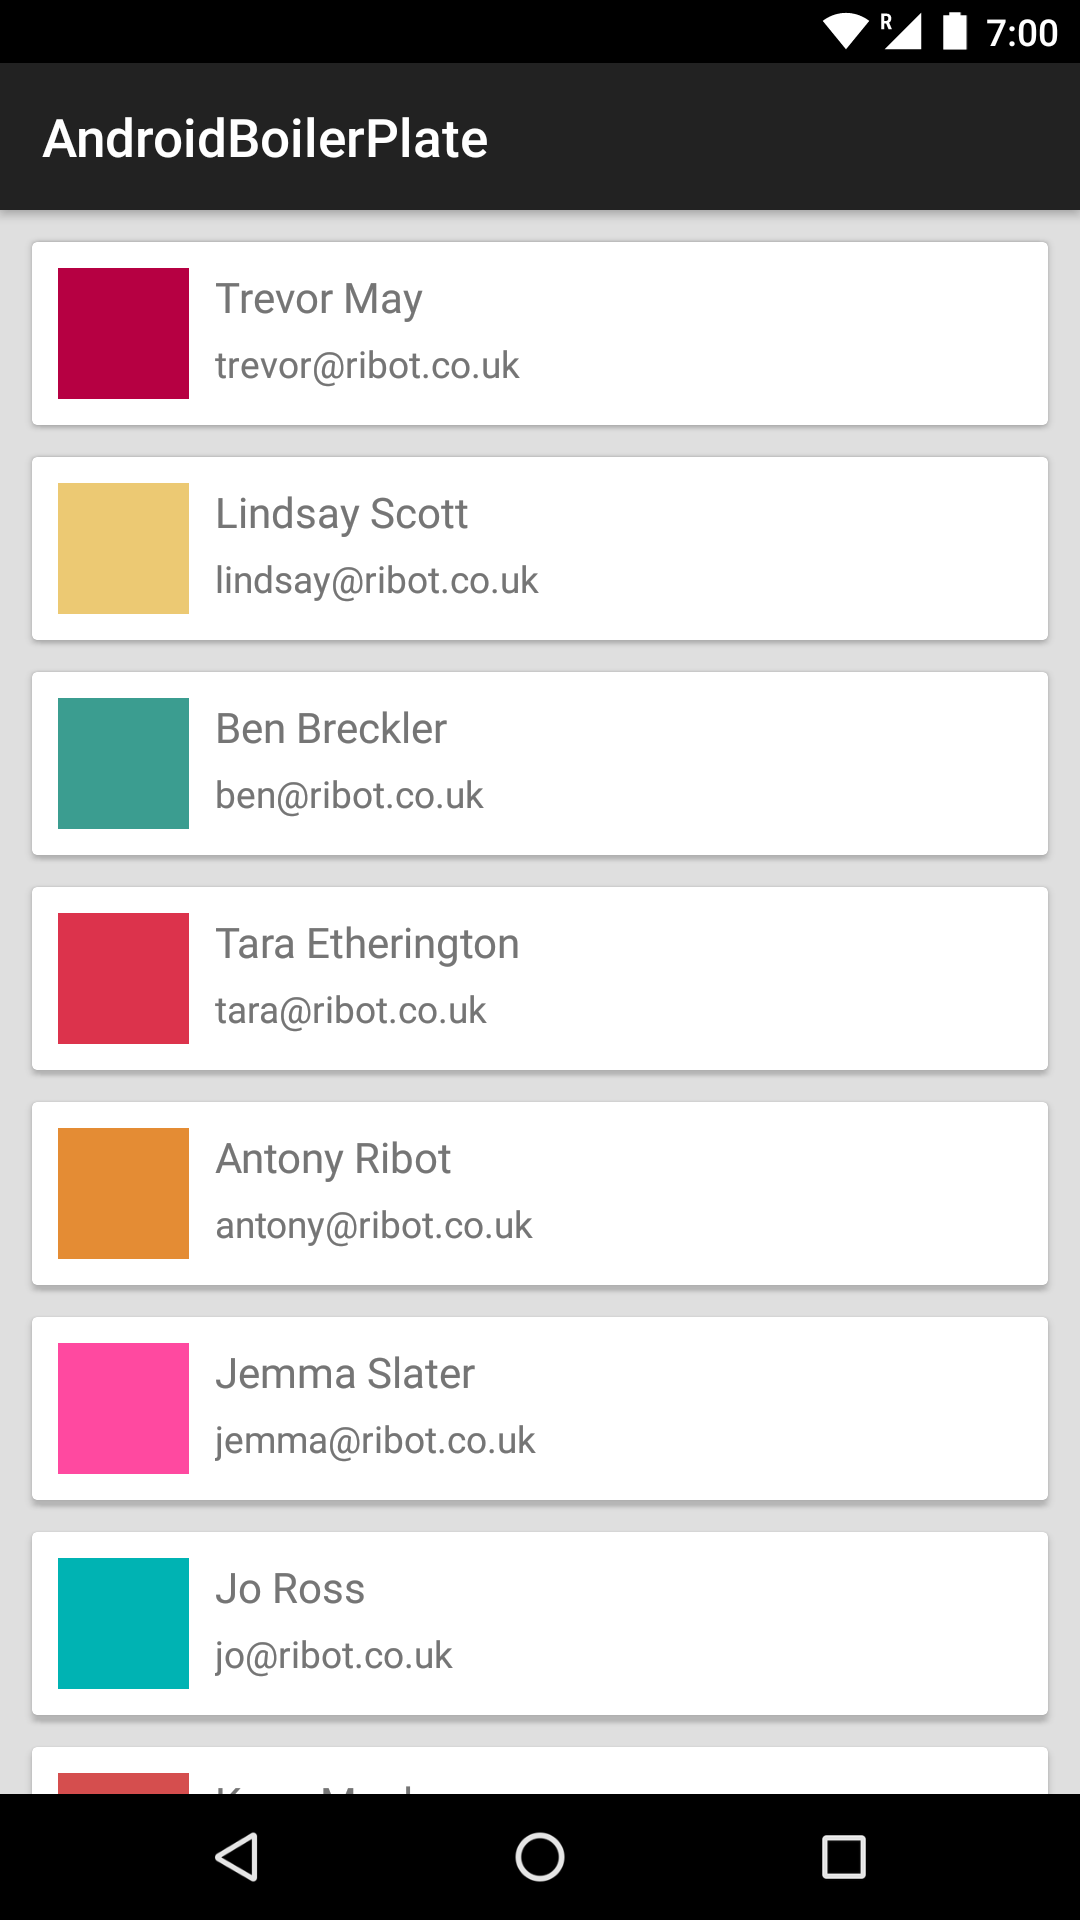 R 7:00
AndroidBoilerPlate
Trevor May
trevor@ribot.co.uk
Lindsay Scott
lindsay@ribot.co.uk
Ben Breckler
ben@ribot.co.uk
Tara Etherington
tara@ribot.co.uk
Antony Ribot
antony@ribot.co.uk
Jemma Slater
jemma@ribot.co.uk
Jo Ross
jo@ribot.co.uk